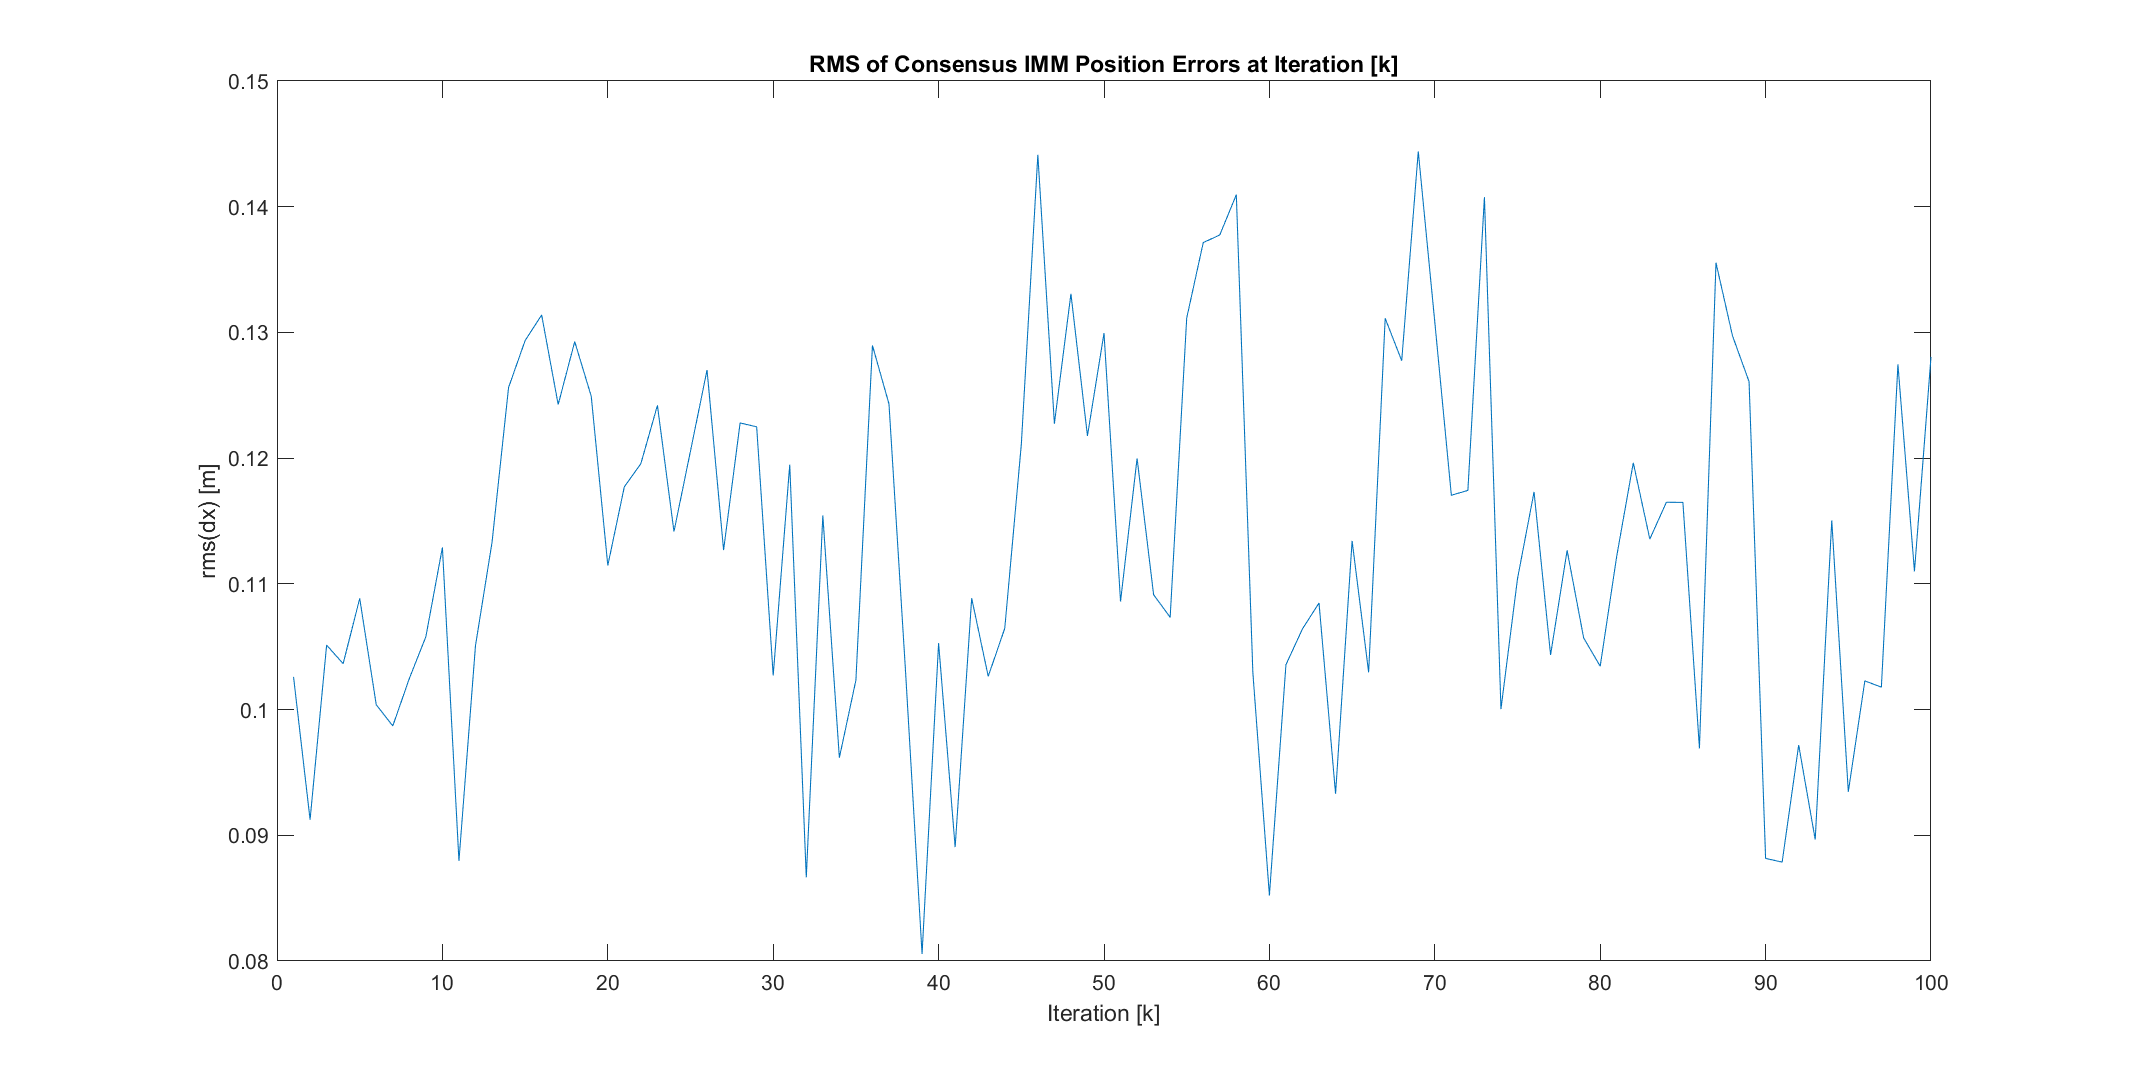 RMS of Consensus IMM Position Errors at Iteration [k]
0.15
0.14
0.13
0.12
0.11
0.1
0.09
0.08
rms(dx) [m]
0 10 20 30 40 50 60 70 80 90 100
Iteration [k]